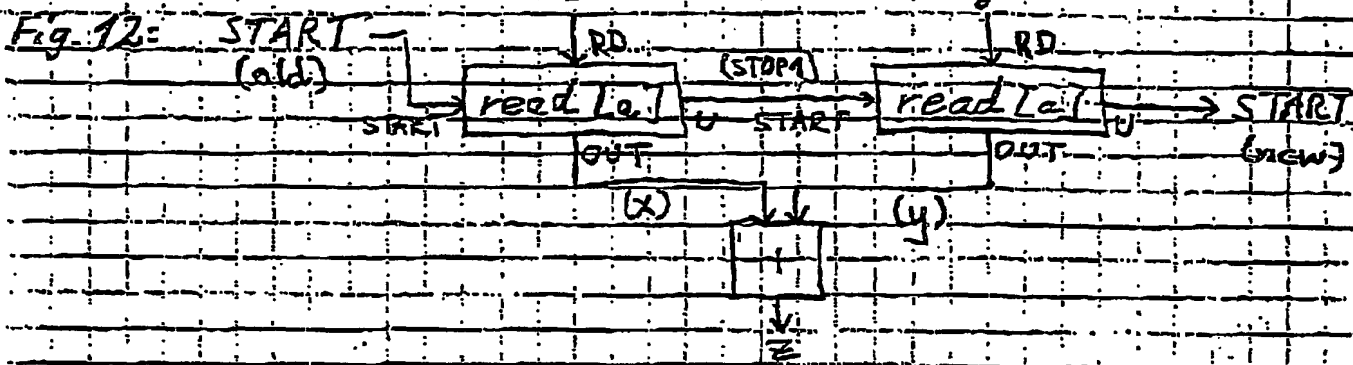 Fig. 12: START
RD
RD
(old)
(STOP1)
read [a]
read [a]
START
START
U
START
U
(new)
OUT
OUT
(x)
(y)
+
z